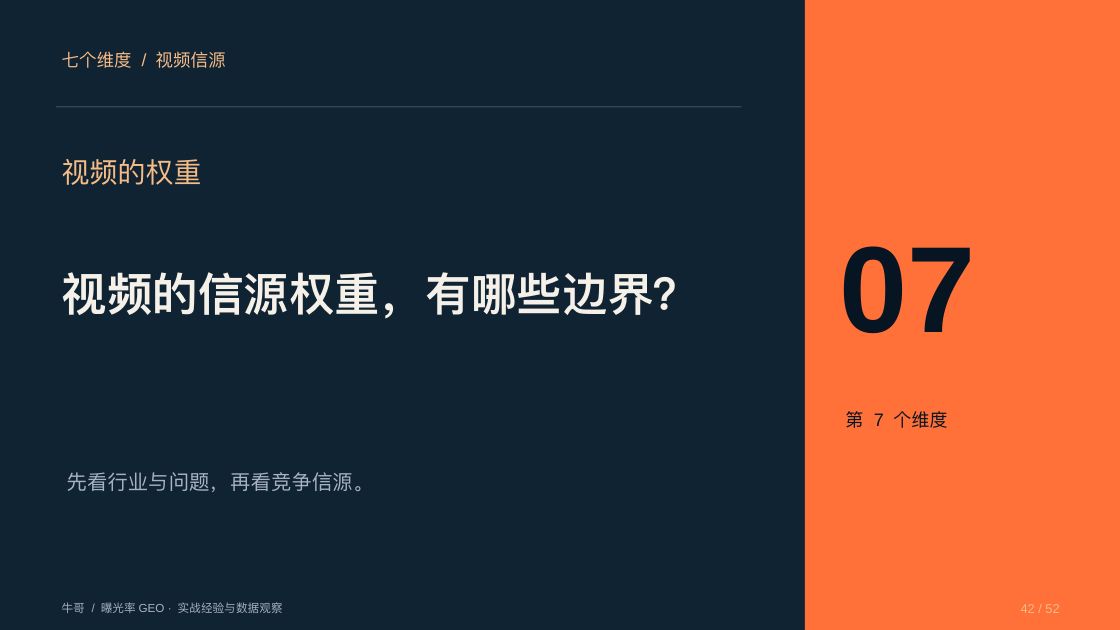 七个维度 / 视频信源
视频的权重
视频的信源权重，有哪些边界？
先看行业与问题，再看竞争信源。
07
第 7 个维度
牛哥 / 曝光率 GEO · 实战经验与数据观察
42 / 52